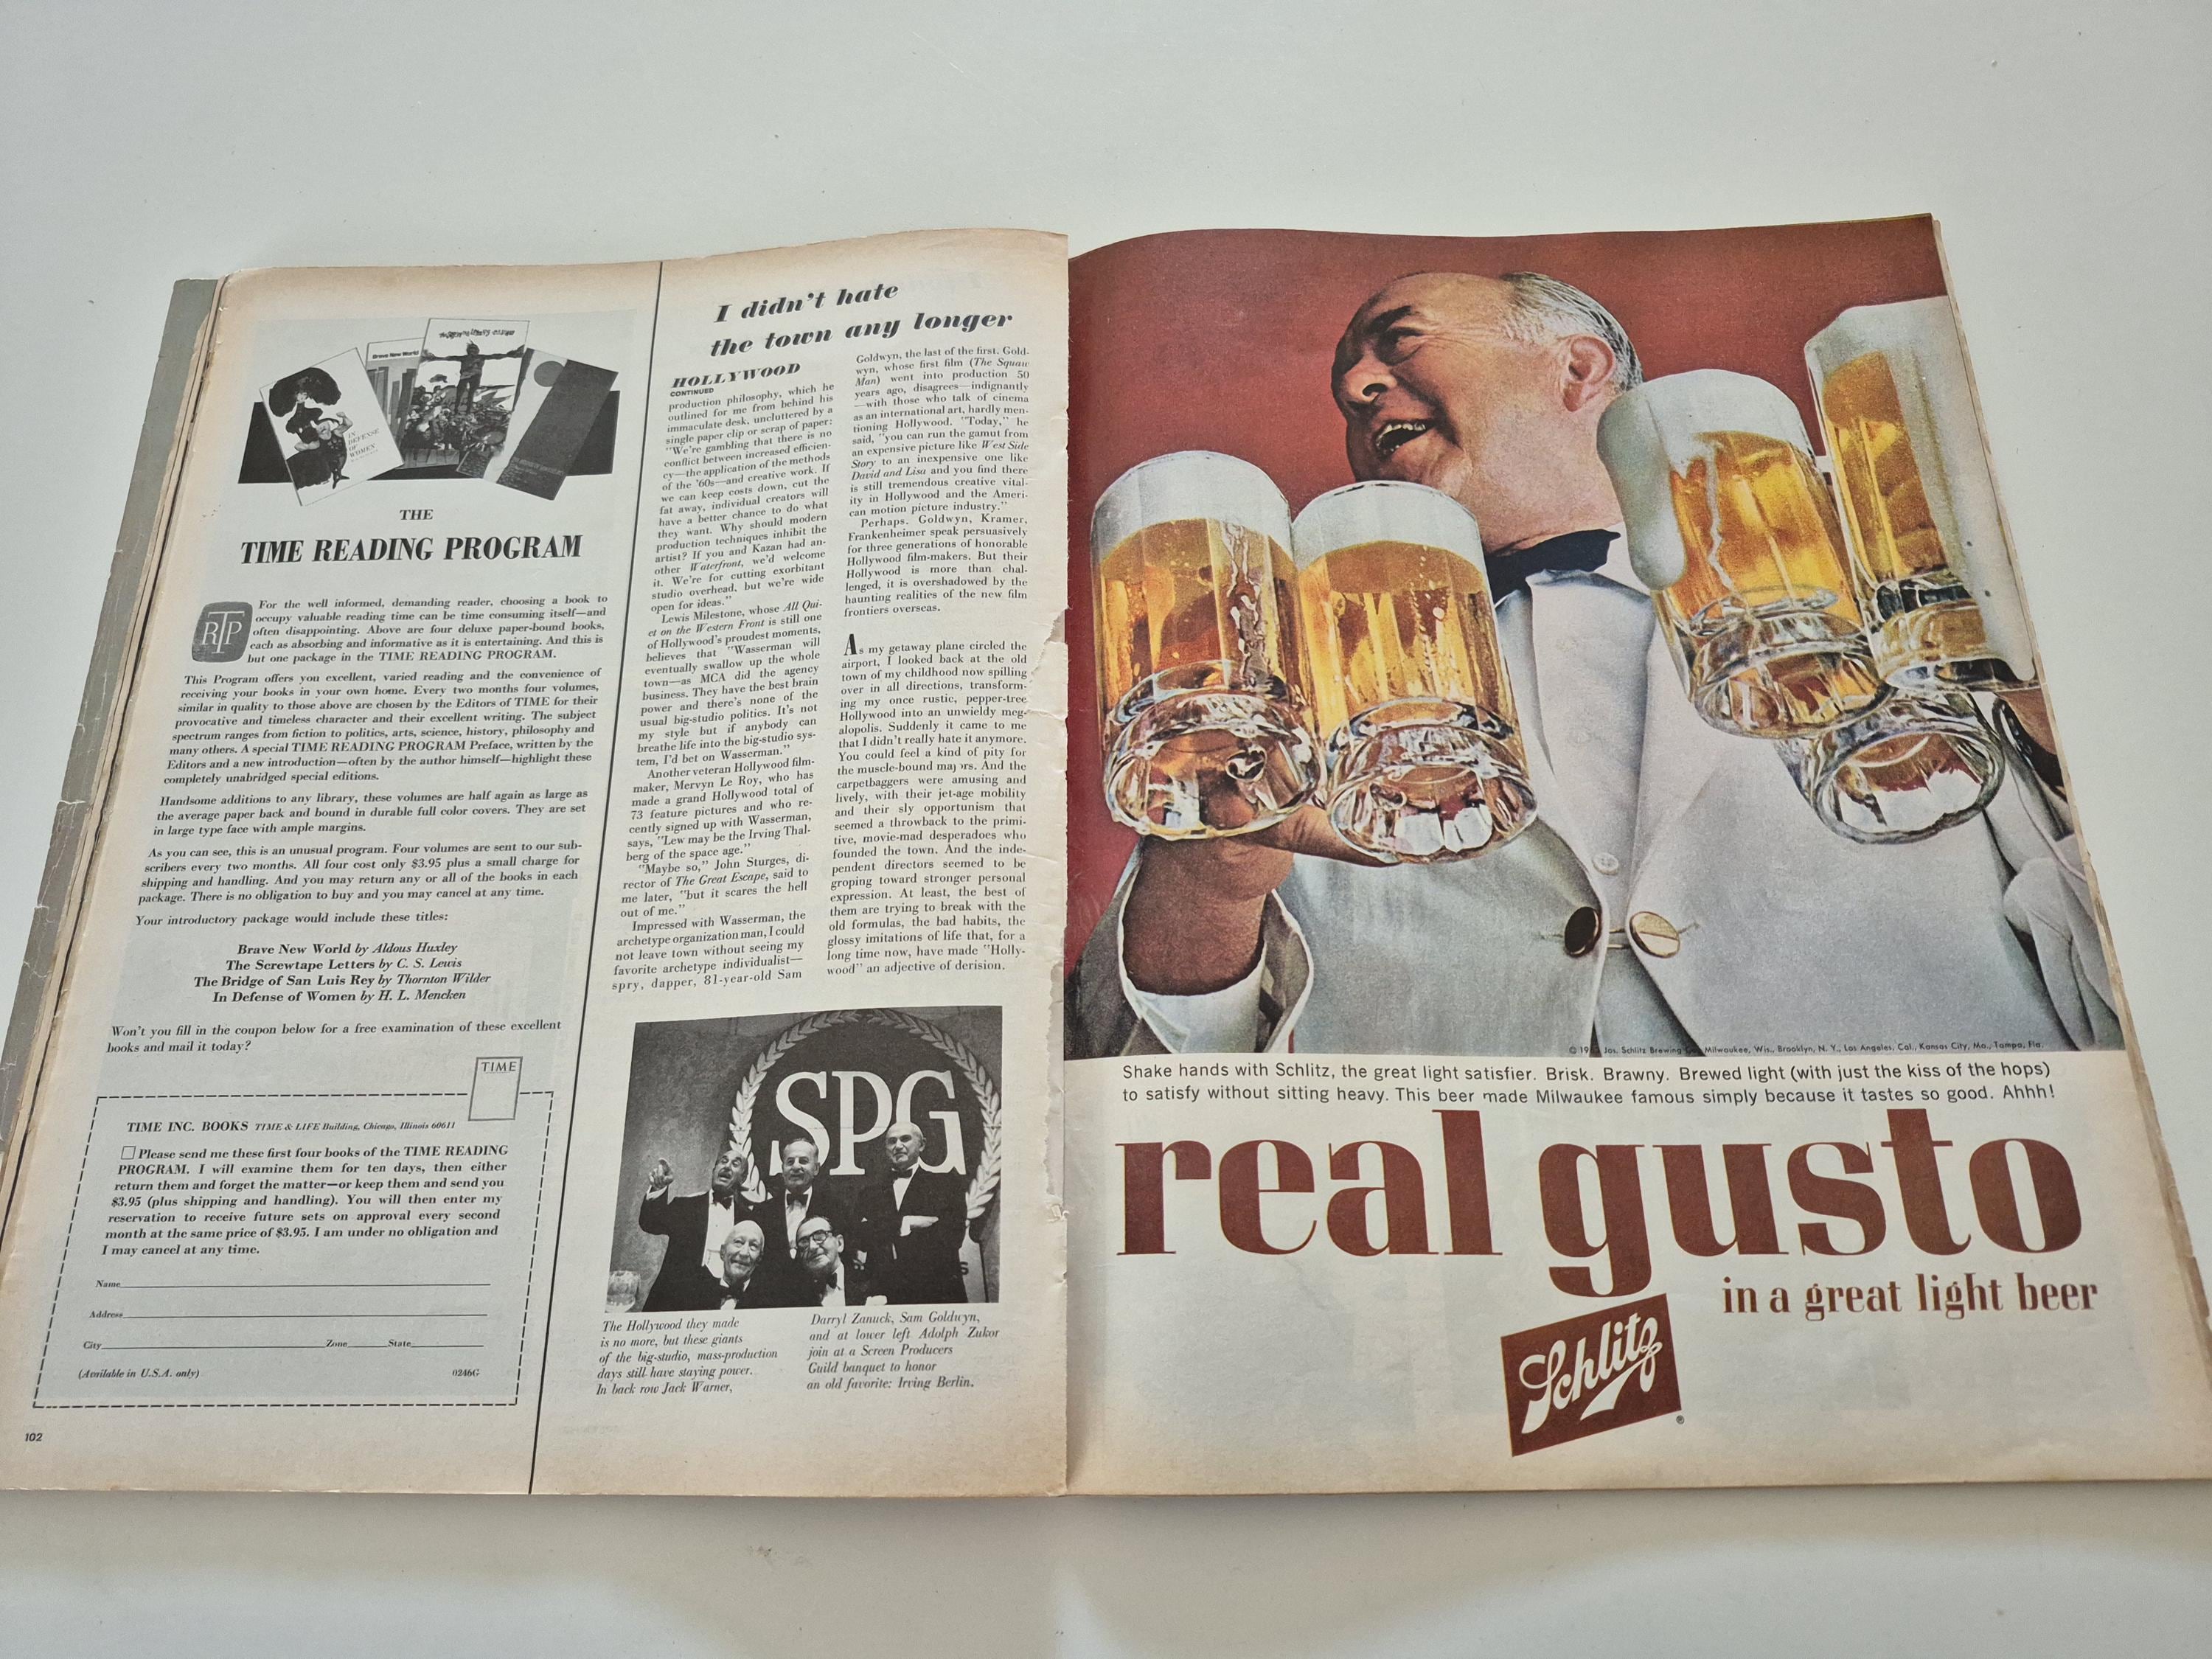 Brave New World
IN
DEFENSE
OF
WOMEN
THE
TIME READING PROGRAM
RTP
For the well informed, demanding reader, choosing a book to
occupy valuable reading time can be time consuming itself—and
often disappointing. Above are four deluxe paper-bound books,
each as absorbing and informative as it is entertaining. And this is
but one package in the TIME READING PROGRAM.
This Program offers you excellent, varied reading and the convenience of
receiving your books in your own home. Every two months four volumes,
similar in quality to those above are chosen by the Editors of TIME for their
provocative and timeless character and their excellent writing. The subject
spectrum ranges from fiction to politics, arts, science, history, philosophy and
many others. A special TIME READING PROGRAM Preface, written by the
Editors and a new introduction—often by the author himself—highlight these
completely unabridged special editions.
Handsome additions to any library, these volumes are half again as large as
the average paper back and bound in durable full color covers. They are set
in large type face with ample margins.
As you can see, this is an unusual program. Four volumes are sent to our sub-
scribers every two months. All four cost only $3.95 plus a small charge for
shipping and handling. And you may return any or all of the books in each
package. There is no obligation to buy and you may cancel at any time.
Your introductory package would include these titles:
Brave New World by Aldous Huxley
The Screwtape Letters by C. S. Lewis
The Bridge of San Luis Rey by Thornton Wilder
In Defense of Women by H. L. Mencken
Won't you fill in the coupon below for a free examination of these excellent
books and mail it today?
TIME
TIME INC. BOOKS TIME & LIFE Building, Chicago, Illinois 60611
Please send me these first four books of the TIME READING
PROGRAM. I will examine them for ten days, then either
return them and forget the matter—or keep them and send you
$3.95 (plus shipping and handling). You will then enter my
reservation to receive future sets on approval every second
month at the same price of $3.95. I am under no obligation and
I may cancel at any time.
Name
Address
City Zone State
(Available in U.S.A. only) 0246G
102
I didn't hate
the town any longer
HOLLYWOOD
CONTINUED
production philosophy, which he
outlined for me from behind his
immaculate desk, uncluttered by a
single paper clip or scrap of paper:
"We're gambling that there is no
conflict between increased efficien-
cy—the application of the methods
of the '60s—and creative work. If
we can keep costs down, cut the
fat away, individual creators will
have a better chance to do what
they want. Why should modern
production techniques inhibit the
artist? If you and Kazan had an-
other Waterfront, we'd welcome
it. We're for cutting exorbitant
studio overhead, but we're wide
open for ideas."
Lewis Milestone, whose All Qui-
et on the Western Front is still one
of Hollywood's proudest moments,
believes that "Wasserman will
eventually swallow up the whole
town—as MCA did the agency
business. They have the best brain
power and there's none of the
usual big-studio politics. It's not
my style but if anybody can
breathe life into the big-studio sys-
tem, I'd bet on Wasserman."
Another veteran Hollywood film-
maker, Mervyn Le Roy, who has
made a grand Hollywood total of
73 feature pictures and who re-
cently signed up with Wasserman,
says, "Lew may be the Irving Thal-
berg of the space age."
"Maybe so," John Sturges, di-
rector of The Great Escape, said to
me later, "but it scares the hell
out of me."
Impressed with Wasserman, the
archetype organization man, I could
not leave town without seeing my
favorite archetype individualist—
spry, dapper, 81-year-old Sam
Goldwyn, the last of the first. Gold-
wyn, whose first film (The Squaw
Man) went into production 50
years ago, disagrees—indignantly
—with those who talk of cinema
as an international art, hardly men-
tioning Hollywood. "Today," he
said, "you can run the gamut from
an expensive picture like West Side
Story to an inexpensive one like
David and Lisa and you find there
is still tremendous creative vital-
ity in Hollywood and the Ameri-
can motion picture industry."
Perhaps. Goldwyn, Kramer,
Frankenheimer speak persuasively
for three generations of honorable
Hollywood film-makers. But their
Hollywood is more than chal-
lenged, it is overshadowed by the
haunting realities of the new film
frontiers overseas.
As my getaway plane circled the
airport, I looked back at the old
town of my childhood now spilling
over in all directions, transform-
ing my once rustic, pepper-tree
Hollywood into an unwieldy meg-
alopolis. Suddenly it came to me
that I didn't really hate it anymore.
You could feel a kind of pity for
the muscle-bound majors. And the
carpetbaggers were amusing and
lively, with their jet-age mobility
and their sly opportunism that
seemed a throwback to the primi-
tive, movie-mad desperadoes who
founded the town. And the inde-
pendent directors seemed to be
groping toward stronger personal
expression. At least, the best of
them are trying to break with the
old formulas, the bad habits, the
glossy imitations of life that, for a
long time now, have made "Holly-
wood" an adjective of derision.
SPG
The Hollywood they made
is no more, but these giants
of the big-studio, mass-production
days still have staying power.
In back row Jack Warner,
Darryl Zanuck, Sam Goldwyn,
and at lower left Adolph Zukor
join at a Screen Producers
Guild banquet to honor
an old favorite: Irving Berlin.
© Jos. Schlitz Brewing Co., Milwaukee, Wis., Brooklyn, N. Y., Los Angeles, Cal., Kansas City, Mo., Tampa, Fla.
Shake hands with Schlitz, the great light satisfier. Brisk. Brawny. Brewed light (with just the kiss of the hops)
to satisfy without sitting heavy. This beer made Milwaukee famous simply because it tastes so good. Ahhh!
real gusto
in a great light beer
Schlitz
®